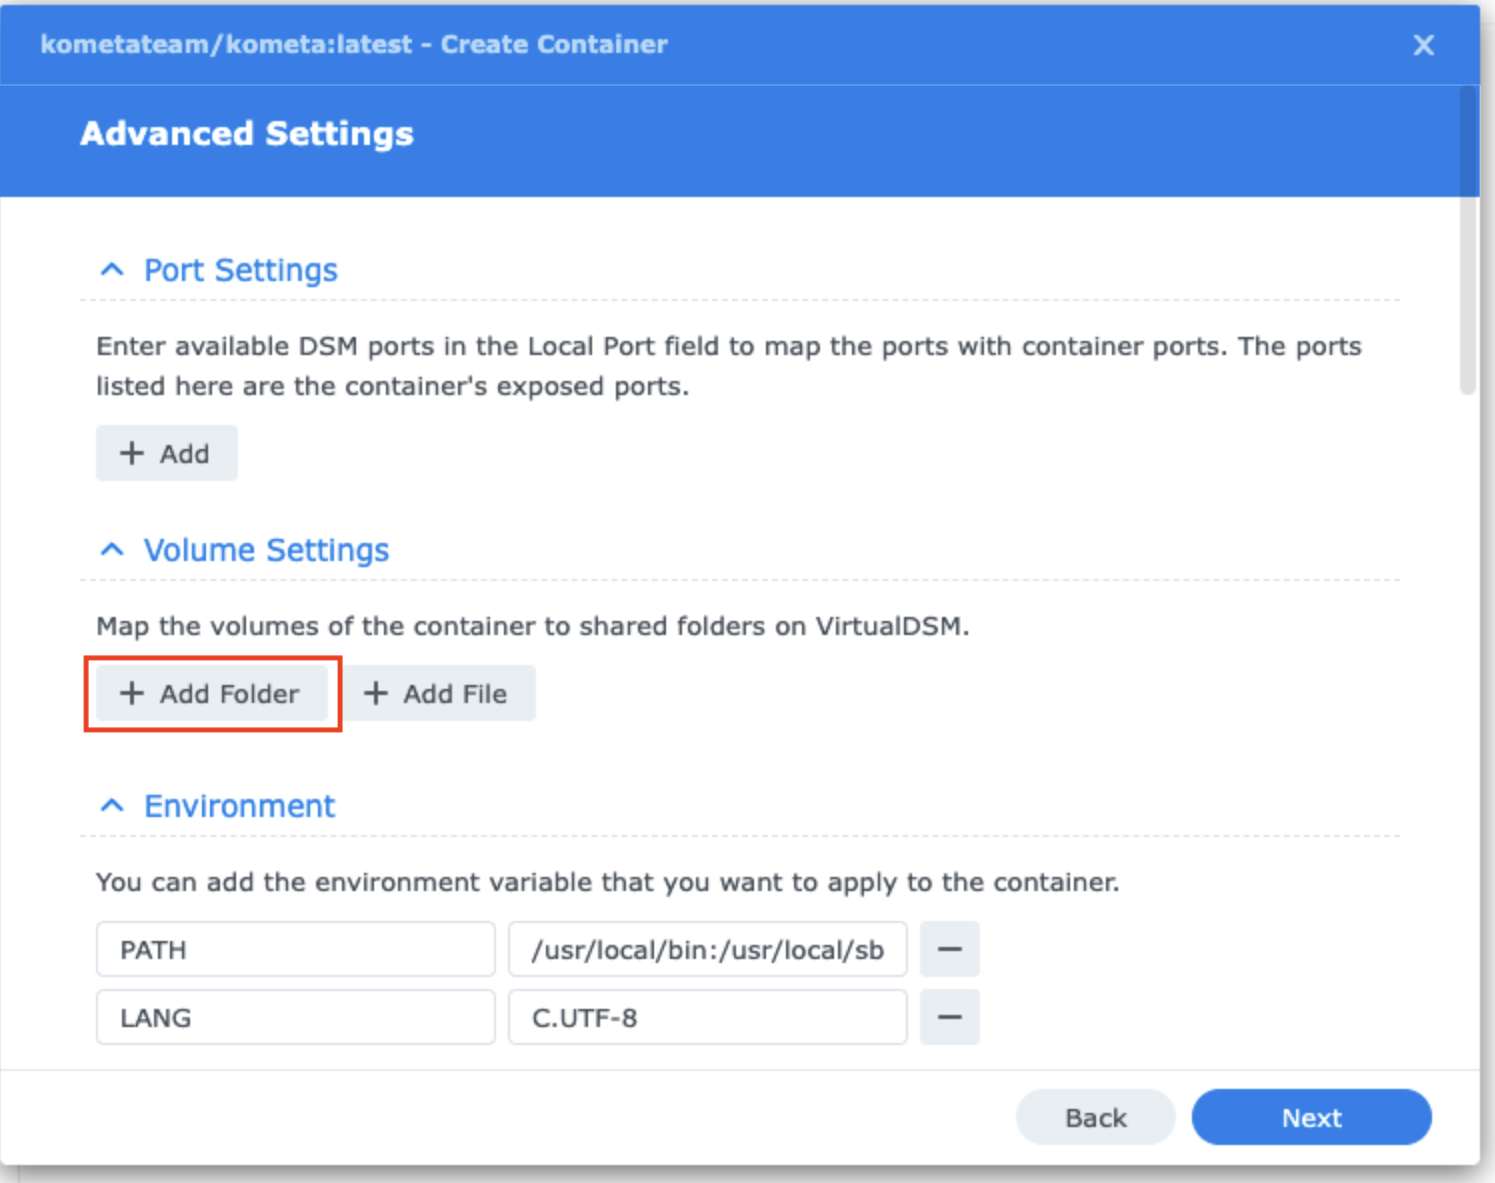 kometateam/kometa:latest - Create Container
Advanced Settings
Port Settings
Enter available DSM ports in the Local Port field to map the ports with container ports. The ports
listed here are the container's exposed ports.
+ Add
Volume Settings
Map the volumes of the container to shared folders on VirtualDSM.
+ Add Folder + Add File
Environment
You can add the environment variable that you want to apply to the container.
PATH /usr/local/bin:/usr/local/sb
LANG C.UTF-8
Back Next